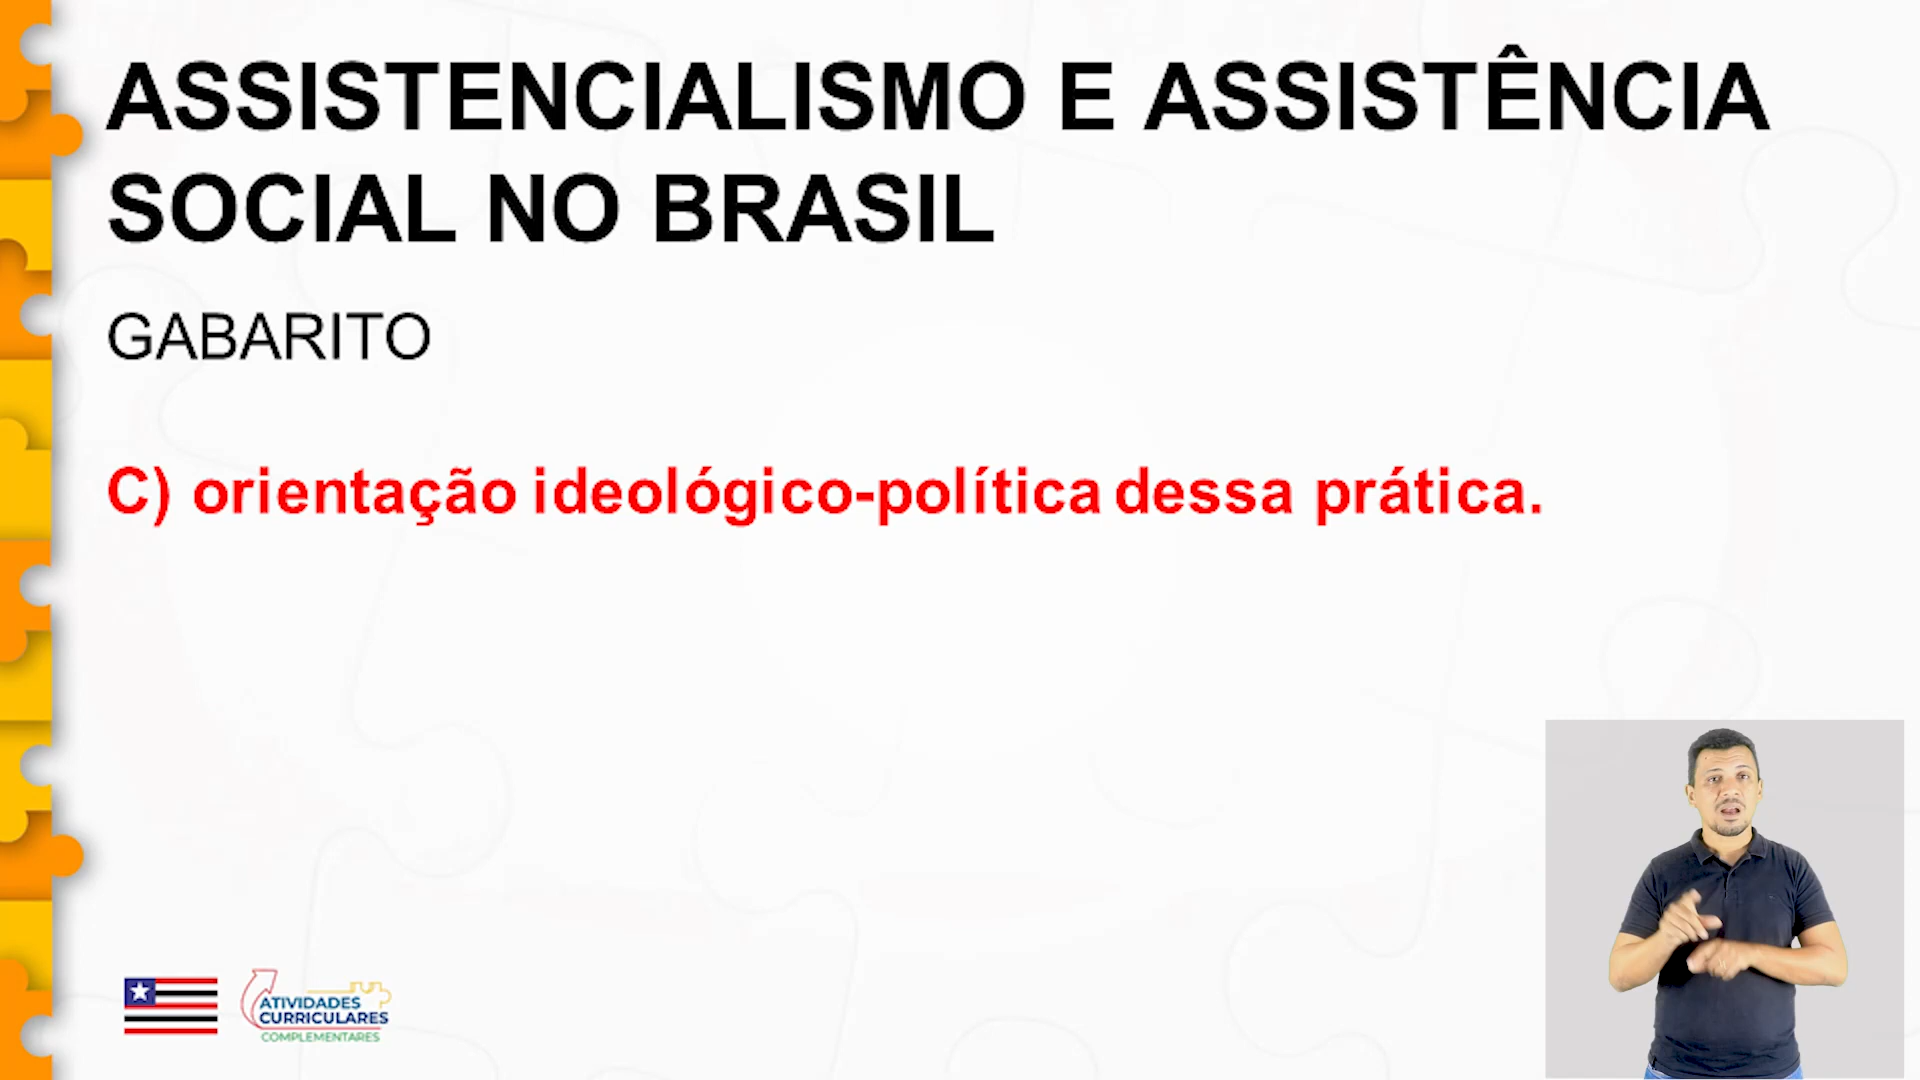 ASSISTENCIALISMO E ASSISTÊNCIA
SOCIAL NO BRASIL
GABARITO
C) orientação ideológico-política dessa prática.
ATIVIDADES
CURRICULARES
COMPLEMENTARES